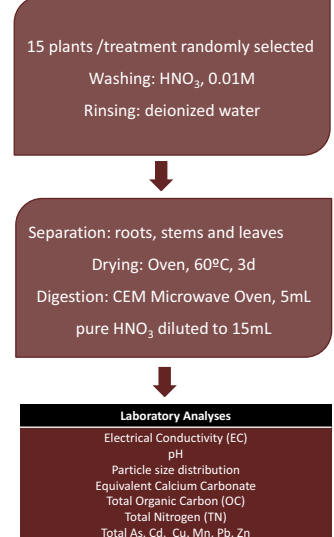 15 plants /treatment randomly selected
Washing: HNO₃, 0.01M
Rinsing: deionized water
Separation: roots, stems and leaves
Drying: Oven, 60ºC, 3d
Digestion: CEM Microwave Oven, 5mL
pure HNO₃ diluted to 15mL
Laboratory Analyses
Electrical Conductivity (EC)
pH
Particle size distribution
Equivalent Calcium Carbonate
Total Organic Carbon (OC)
Total Nitrogen (TN)
Total As, Cd, Cu, Mn, Pb, Zn